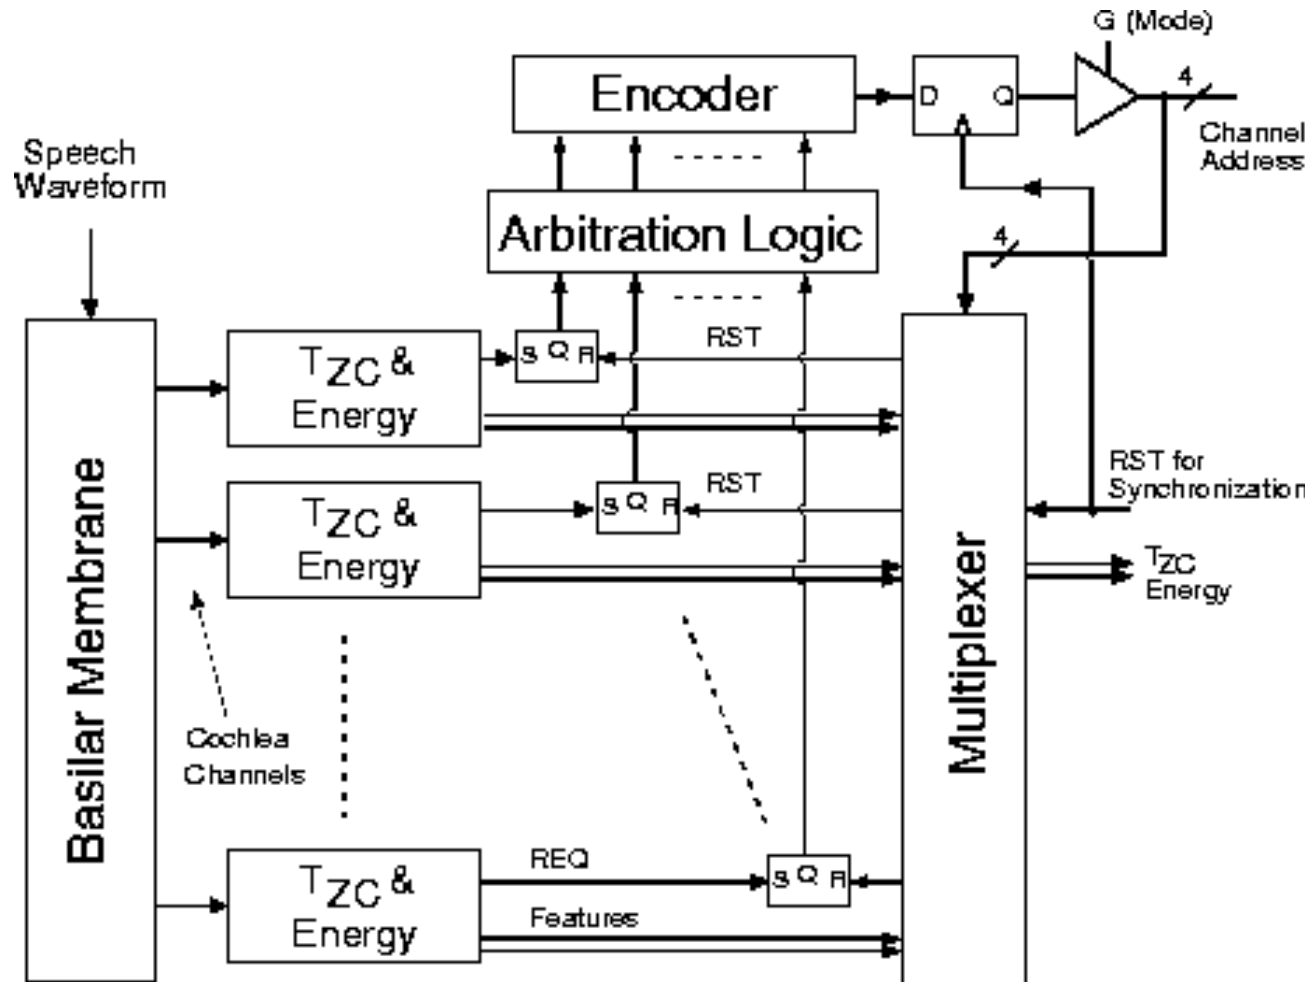 G (Mode)
Encoder
D
Q
4
Channel
Address
Speech
Waveform
Arbitration Logic
4
TZC &
Energy
S Q R
RST
TZC &
Energy
S Q R
RST
RST for
Synchronization
TZC
Energy
Basilar Membrane
Multiplexer
Cochlea
Channels
TZC &
Energy
REQ
S Q R
Features